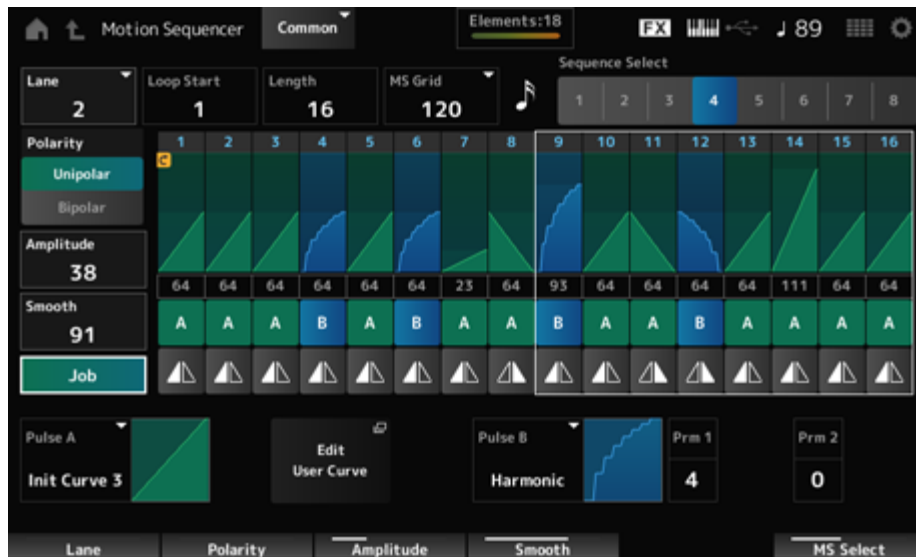 Motion Sequencer Common Elements:18 FX 89
Sequence Select
Lane Loop Start Length MS Grid
2 1 16 120 1 2 3 4 5 6 7 8
Polarity 1 2 3 4 5 6 7 8 9 10 11 12 13 14 15 16
C
Unipolar
Bipolar
Amplitude
38
64 64 64 64 64 64 23 64 93 64 64 64 64 111 64 64
Smooth
91
A A A B A B A A B A A B A A A A
Job
Pulse A Edit Pulse B Prm 1 Prm 2
User Curve
Init Curve 3 Harmonic 4 0
Lane Polarity Amplitude Smooth MS Select